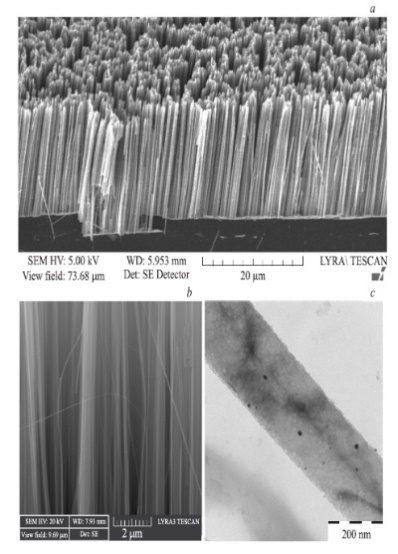 a
SEM HV: 5.00 kV WD: 5.953 mm LYRA\ TESCAN
View field: 73.68 μm Det: SE Detector 20 μm
b c
SEM HV: 20 kV WD: 7.93 mm LYRA3 TESCAN
View field: 9.69 μm Det: SE 2 μm
200 nm